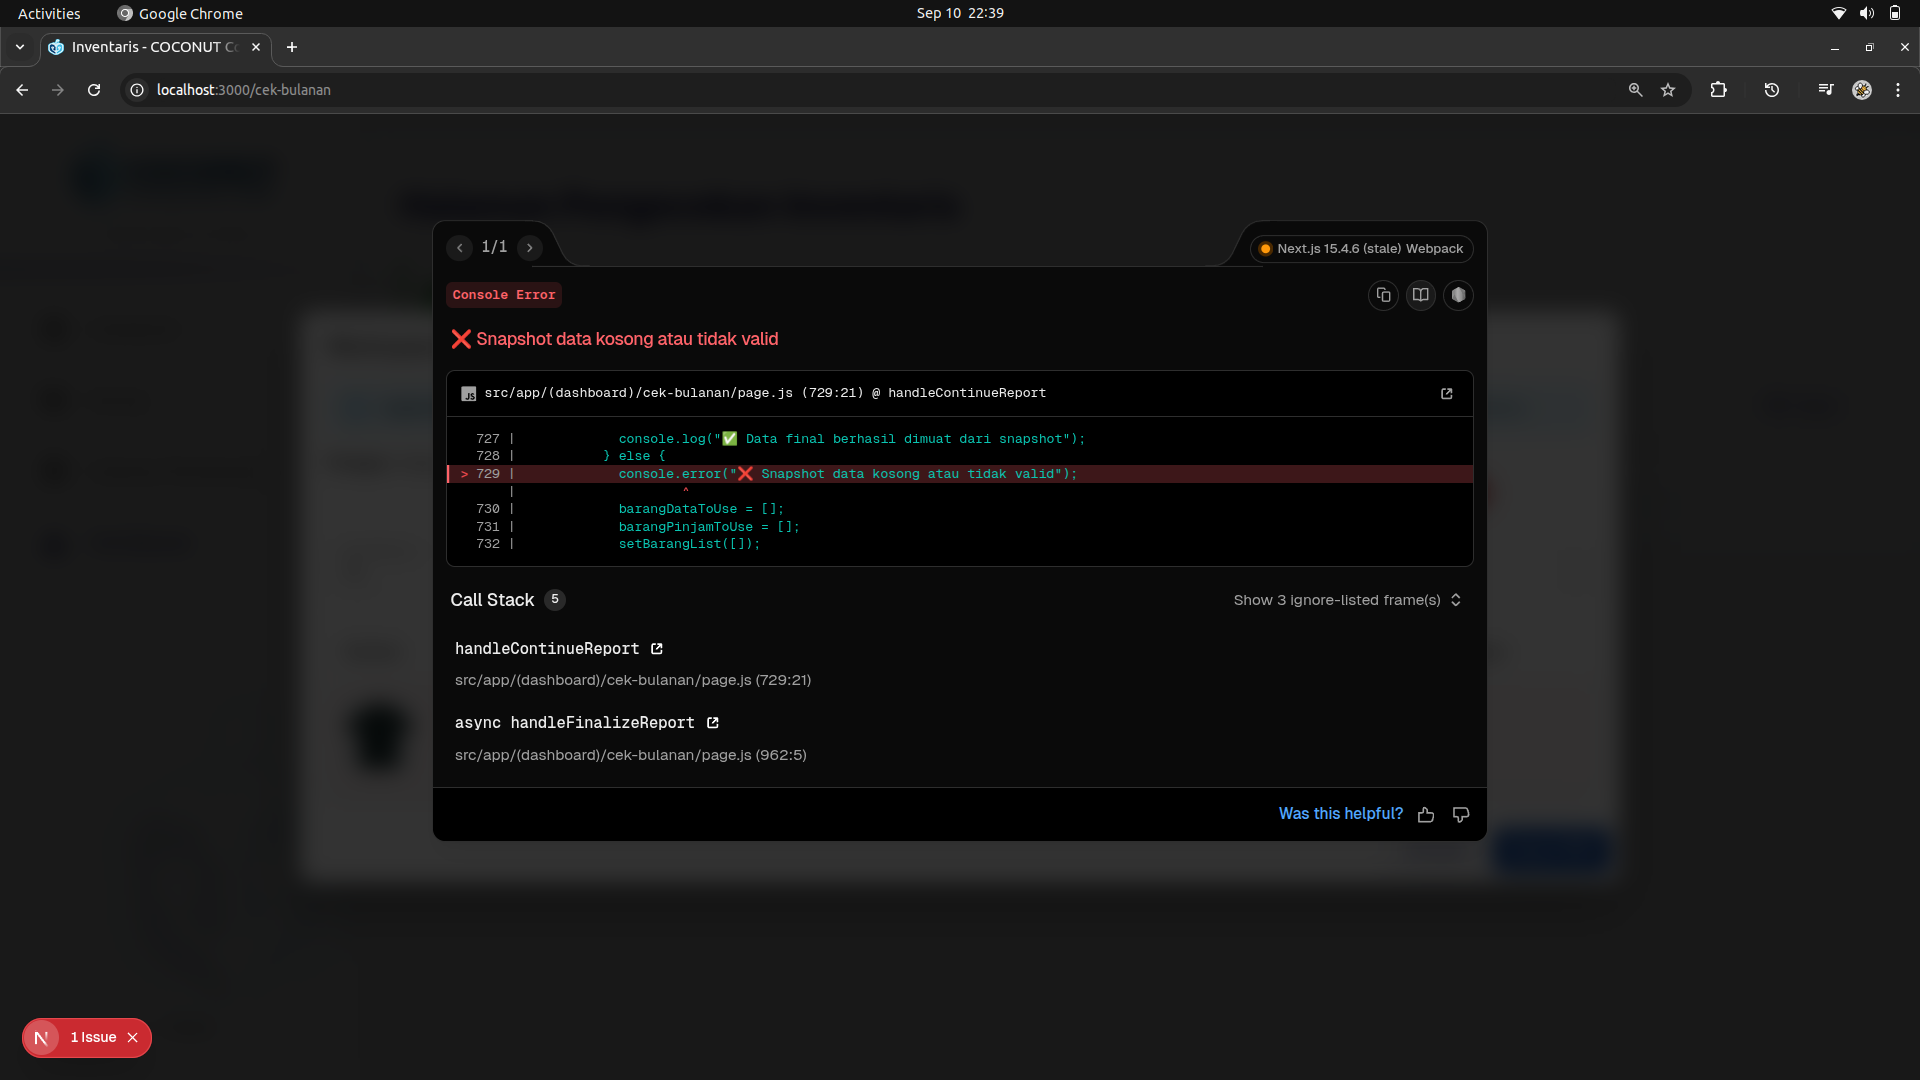 Activities
Google Chrome
Sep 10 22:39
Inventaris - COCONUT Co
localhost:3000/cek-bulanan
1/1
Next.js 15.4.6 (stale) Webpack
Console Error
❌ Snapshot data kosong atau tidak valid
JS src/app/(dashboard)/cek-bulanan/page.js (729:21) @ handleContinueReport
727 | console.log("✅ Data final berhasil dimuat dari snapshot");
728 | } else {
> 729 | console.error("❌ Snapshot data kosong atau tidak valid");
| ^
730 | barangDataToUse = [];
731 | barangPinjamToUse = [];
732 | setBarangList([]);
Call Stack 5
Show 3 ignore-listed frame(s)
handleContinueReport
src/app/(dashboard)/cek-bulanan/page.js (729:21)
async handleFinalizeReport
src/app/(dashboard)/cek-bulanan/page.js (962:5)
Was this helpful?
N 1 Issue